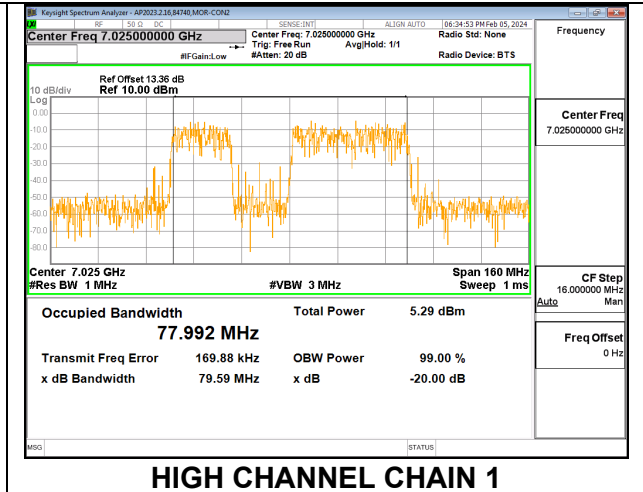 Keysight Spectrum Analyzer - AP2023.2.16,84740,MOR-CON2
RF 50 Ω DC SENSE:INT ALIGN AUTO 06:34:53 PM Feb 05, 2024
Center Freq 7.025000000 GHz
Center Freq: 7.025000000 GHz Radio Std: None
Trig: Free Run Avg|Hold: 1/1
#IFGain:Low #Atten: 20 dB Radio Device: BTS
Frequency
Ref Offset 13.36 dB
10 dB/div Ref 10.00 dBm
Log
0.00
-10.0
-20.0
-30.0
-40.0
-50.0
-60.0
-70.0
-80.0
Center 7.025 GHz Span 160 MHz
#Res BW 1 MHz #VBW 3 MHz Sweep 1 ms
Occupied Bandwidth Total Power 5.29 dBm
77.992 MHz
Transmit Freq Error 169.88 kHz OBW Power 99.00 %
x dB Bandwidth 79.59 MHz x dB -20.00 dB
Center Freq
7.025000000 GHz
CF Step
16.000000 MHz
Auto Man
Freq Offset
0 Hz
MSG STATUS
HIGH CHANNEL CHAIN 1